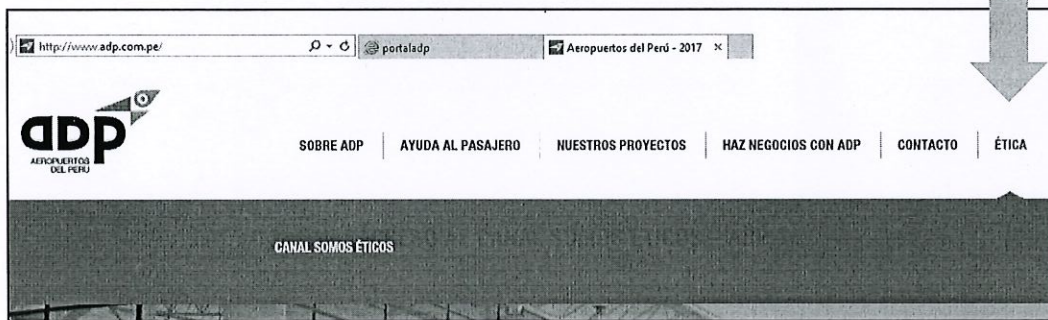 http://www.adp.com.pe/
portaladp
Aeropuertos del Perú - 2017
adp
AEROPUERTOS
DEL PERÚ
SOBRE ADP
AYUDA AL PASAJERO
NUESTROS PROYECTOS
HAZ NEGOCIOS CON ADP
CONTACTO
ÉTICA
CANAL SOMOS ÉTICOS